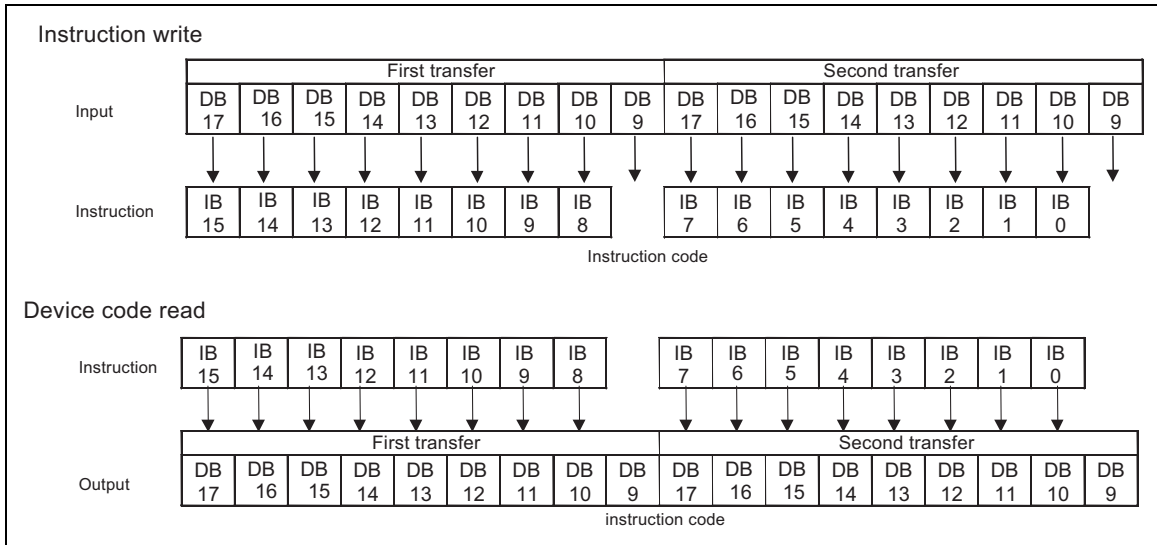 Instruction write
First transfer Second transfer
Input
DB 17 DB 16 DB 15 DB 14 DB 13 DB 12 DB 11 DB 10 DB 9 DB 17 DB 16 DB 15 DB 14 DB 13 DB 12 DB 11 DB 10 DB 9
Instruction
IB 15 IB 14 IB 13 IB 12 IB 11 IB 10 IB 9 IB 8 IB 7 IB 6 IB 5 IB 4 IB 3 IB 2 IB 1 IB 0
Instruction code
Device code read
Instruction
IB 15 IB 14 IB 13 IB 12 IB 11 IB 10 IB 9 IB 8 IB 7 IB 6 IB 5 IB 4 IB 3 IB 2 IB 1 IB 0
First transfer Second transfer
Output
DB 17 DB 16 DB 15 DB 14 DB 13 DB 12 DB 11 DB 10 DB 9 DB 17 DB 16 DB 15 DB 14 DB 13 DB 12 DB 11 DB 10 DB 9
instruction code